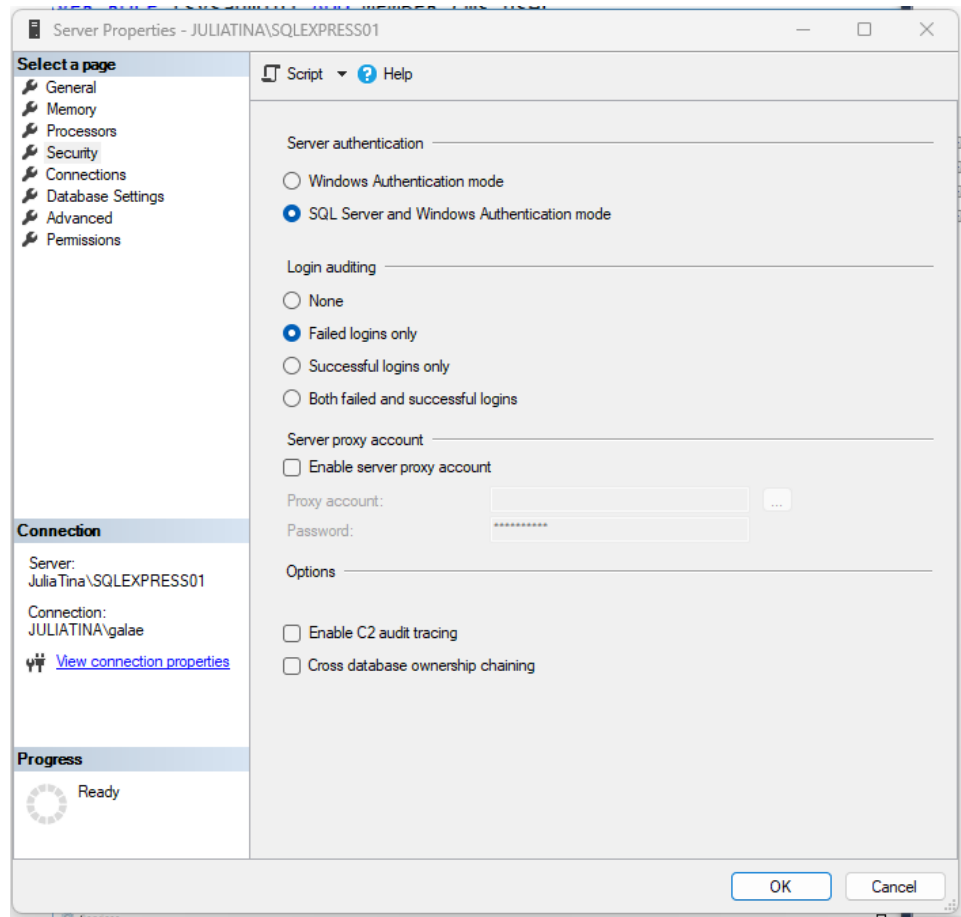 Server Properties - JULIATINA\SQLEXPRESS01
Select a page
General
Memory
Processors
Security
Connections
Database Settings
Advanced
Permissions
Script
Help
Server authentication
Windows Authentication mode
SQL Server and Windows Authentication mode
Login auditing
None
Failed logins only
Successful logins only
Both failed and successful logins
Server proxy account
Enable server proxy account
Proxy account:
...
Password:
**********
Options
Enable C2 audit tracing
Cross database ownership chaining
Connection
Server:
JuliaTina\SQLEXPRESS01
Connection:
JULIATINA\galae
View connection properties
Progress
Ready
OK
Cancel